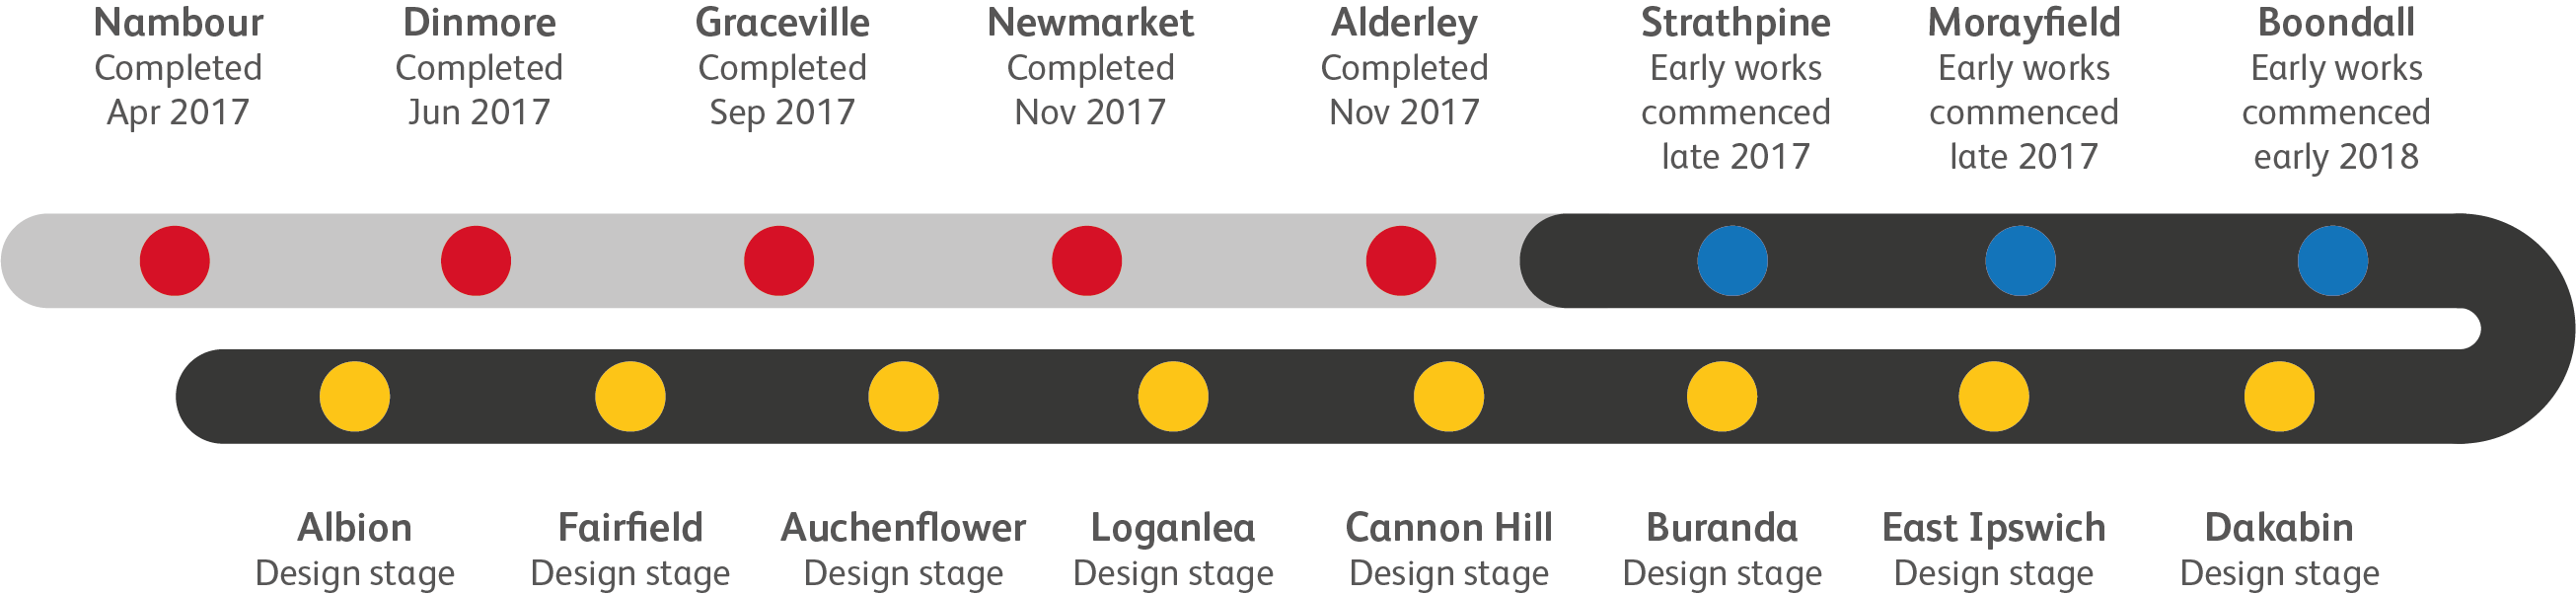 Nambour
Completed
Apr 2017
Dinmore
Completed
Jun 2017
Graceville
Completed
Sep 2017
Newmarket
Completed
Nov 2017
Alderley
Completed
Nov 2017
Strathpine
Early works
commenced
late 2017
Morayfield
Early works
commenced
late 2017
Boondall
Early works
commenced
early 2018
Albion
Design stage
Fairfield
Design stage
Auchenflower
Design stage
Loganlea
Design stage
Cannon Hill
Design stage
Buranda
Design stage
East Ipswich
Design stage
Dakabin
Design stage